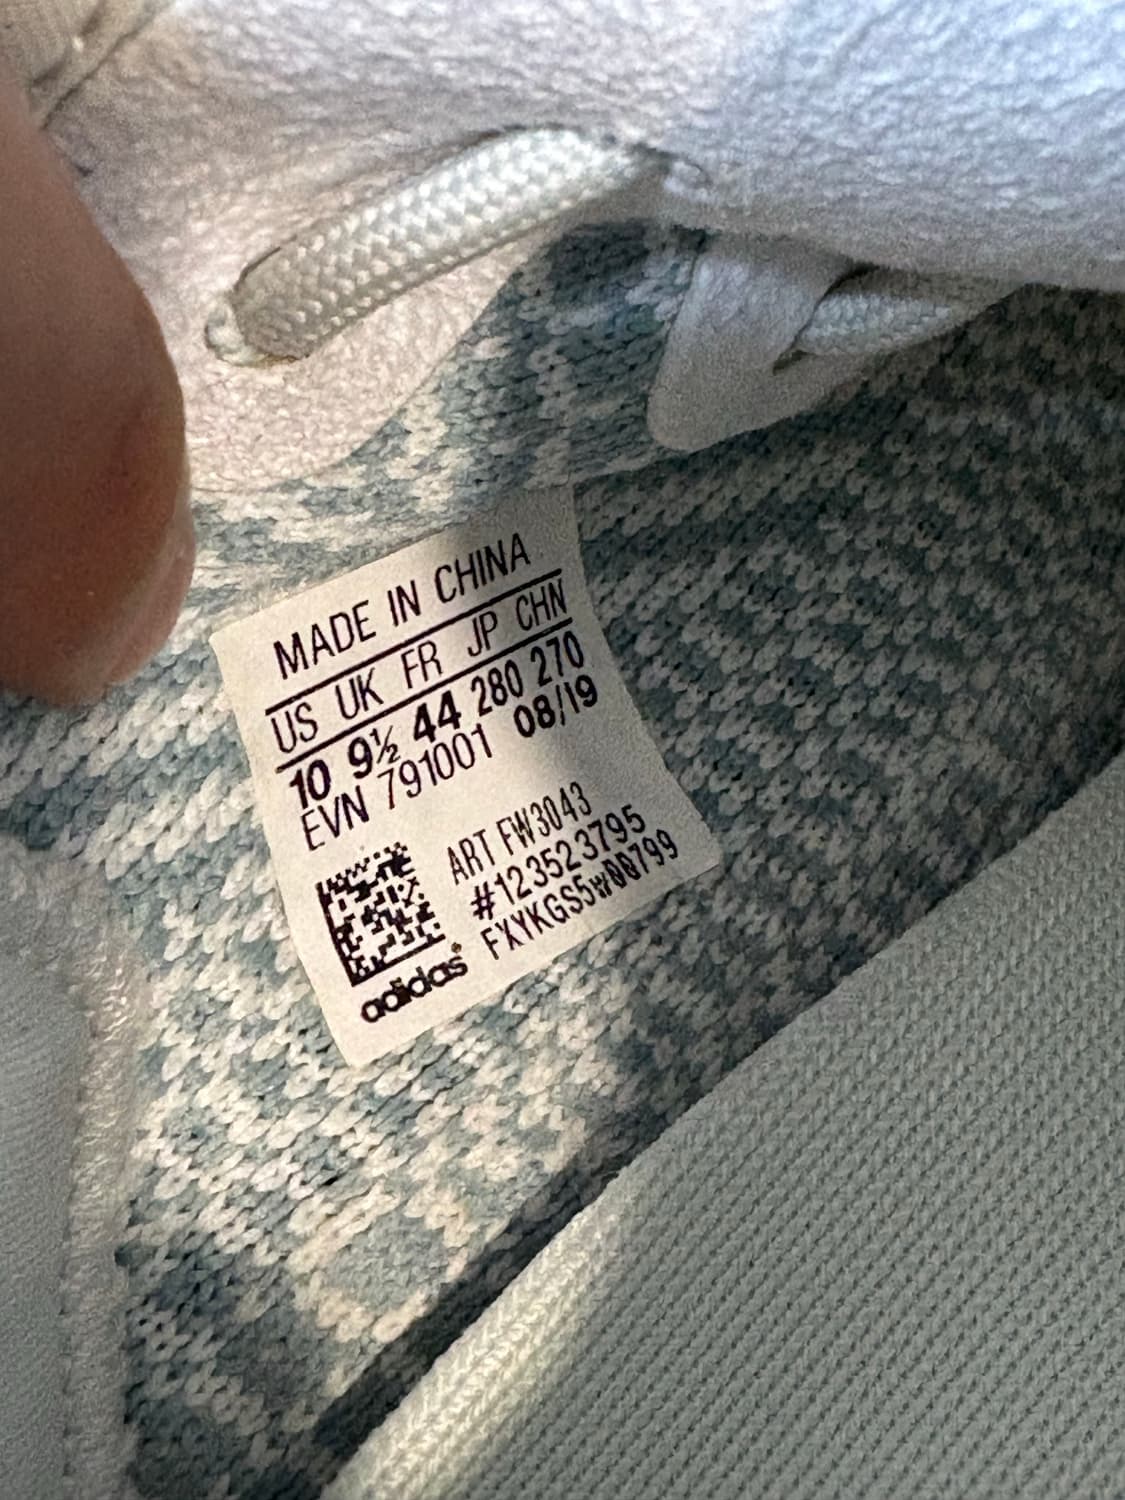 MADE IN CHINA
US UK FR JP CHN
10 9½ 44 280 270
EVN 791001 08/19
ART FW3043
#123523795
FXYKGS5W00799
adidas